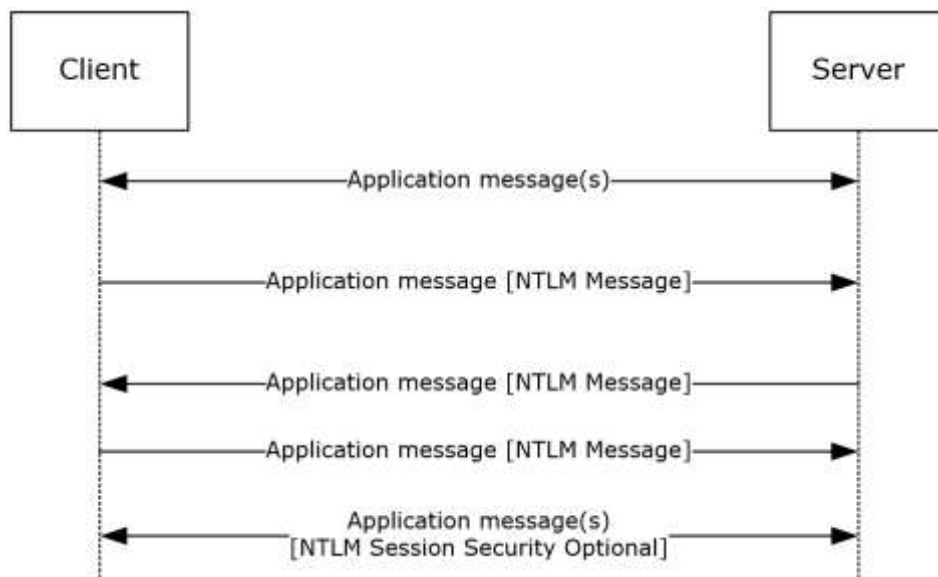 Client
Server
Application message(s)
Application message [NTLM Message]
Application message [NTLM Message]
Application message [NTLM Message]
Application message(s)
[NTLM Session Security Optional]